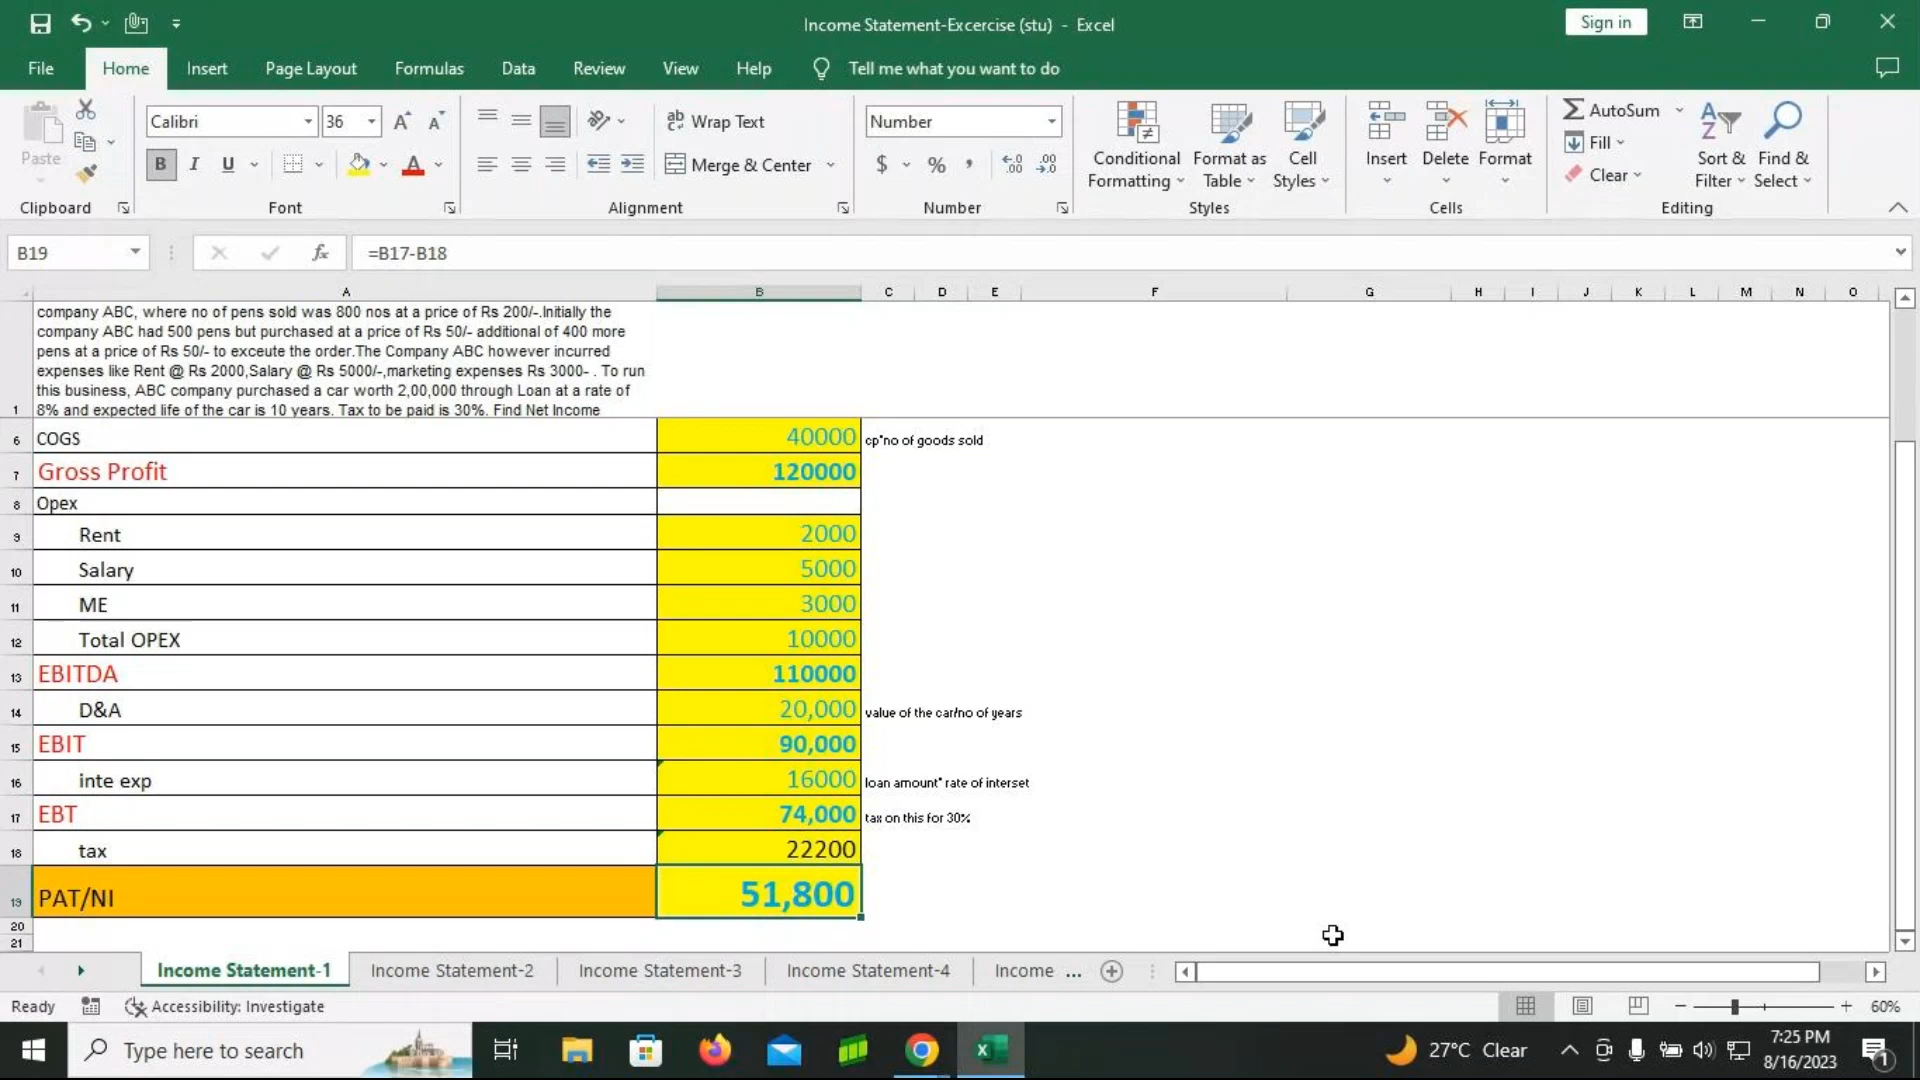 Income Statement-Excercise (stu) - Excel
Sign in
File Home Insert Page Layout Formulas Data Review View Help Tell me what you want to do
Paste
Clipboard
Calibri 36
B I U
Font
Wrap Text
Merge & Center
Alignment
Number
$ % ,
Number
Conditional Formatting
Format as Table
Cell Styles
Styles
Insert Delete Format
Cells
AutoSum
Fill
Clear
Sort & Filter
Find & Select
Editing
B19 fx =B17-B18
A B C D E F G H I J K L M N O
company ABC, where no of pens sold was 800 nos at a price of Rs 200/-.Initially the
company ABC had 500 pens but purchased at a price of Rs 50/- additional of 400 more
pens at a price of Rs 50/- to exceute the order.The Company ABC however incurred
expenses like Rent @ Rs 2000,Salary @ Rs 5000/-,marketing expenses Rs 3000- . To run
this business, ABC company purchased a car worth 2,00,000 through Loan at a rate of
1 8% and expected life of the car is 10 years. Tax to be paid is 30%. Find Net Income
6 COGS 40000 cp*no of goods sold
7 Gross Profit 120000
8 Opex
9 Rent 2000
10 Salary 5000
11 ME 3000
12 Total OPEX 10000
13 EBITDA 110000
14 D&A 20,000 value of the car/no of years
15 EBIT 90,000
16 inte exp 16000 loan amount* rate of interset
17 EBT 74,000 tax on this for 30%
18 tax 22200
19 PAT/NI 51,800
20
21
Income Statement-1 Income Statement-2 Income Statement-3 Income Statement-4 Income ...
Ready Accessibility: Investigate 60%
Type here to search
27°C Clear
7:25 PM
8/16/2023
1